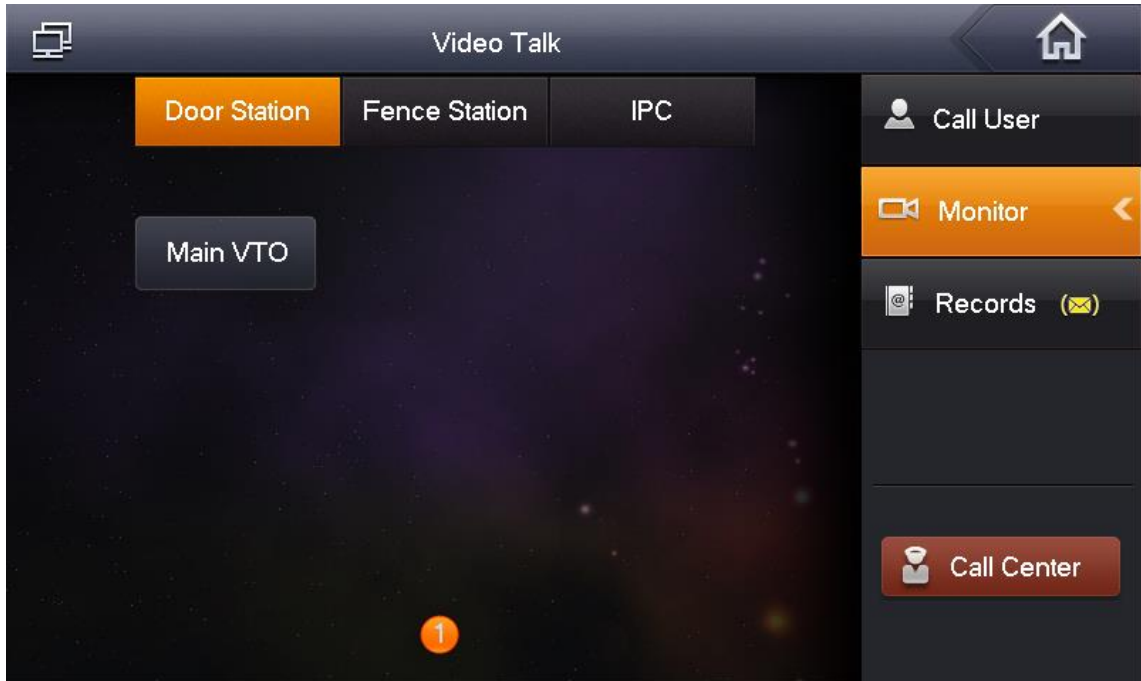 Video Talk
Door Station
Fence Station
IPC
Call User
Monitor
Main VTO
Records
Call Center
1